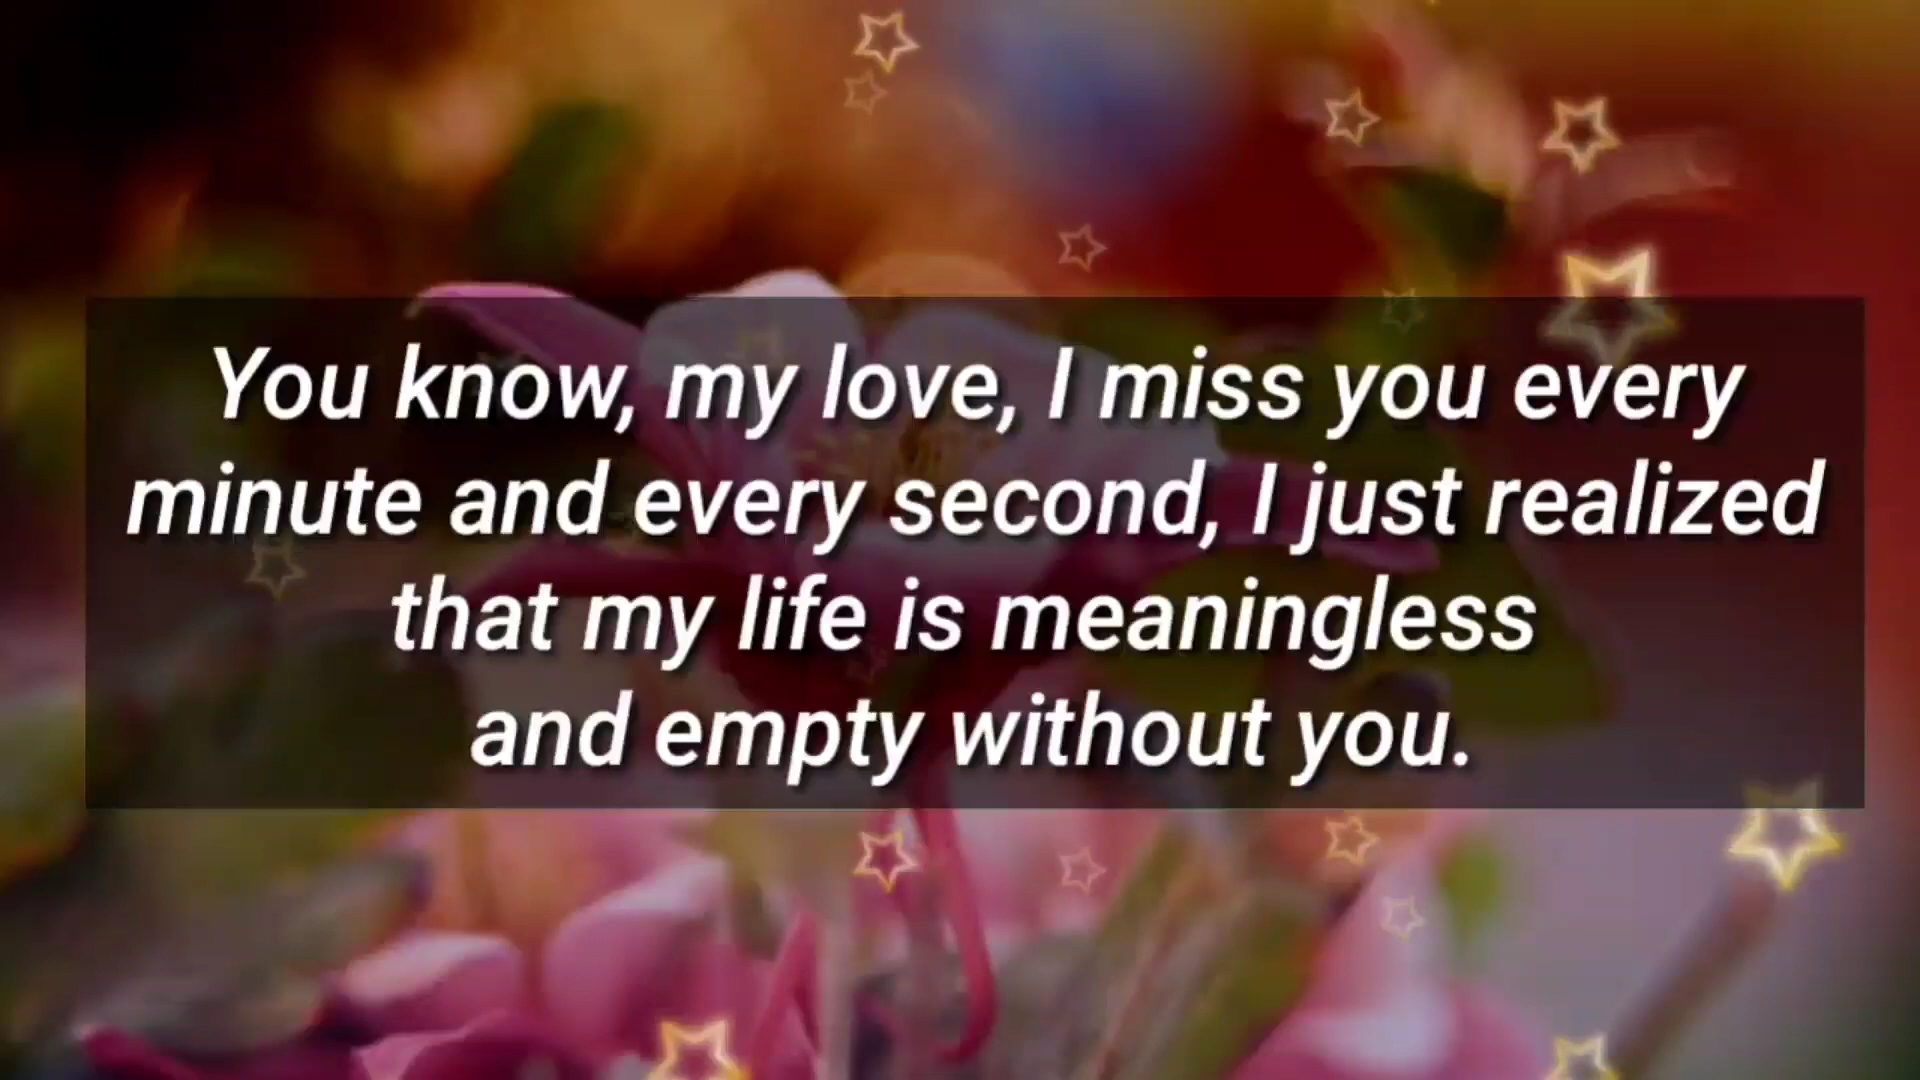 You know, my love, I miss you every
minute and every second, I just realized
that my life is meaningless
and empty without you.